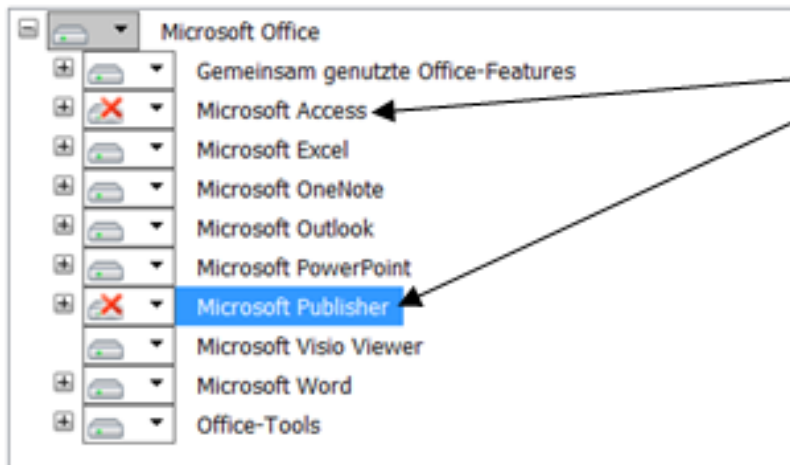 Microsoft Office
Gemeinsam genutzte Office-Features
Microsoft Access
Microsoft Excel
Microsoft OneNote
Microsoft Outlook
Microsoft PowerPoint
Microsoft Publisher
Microsoft Visio Viewer
Microsoft Word
Office-Tools